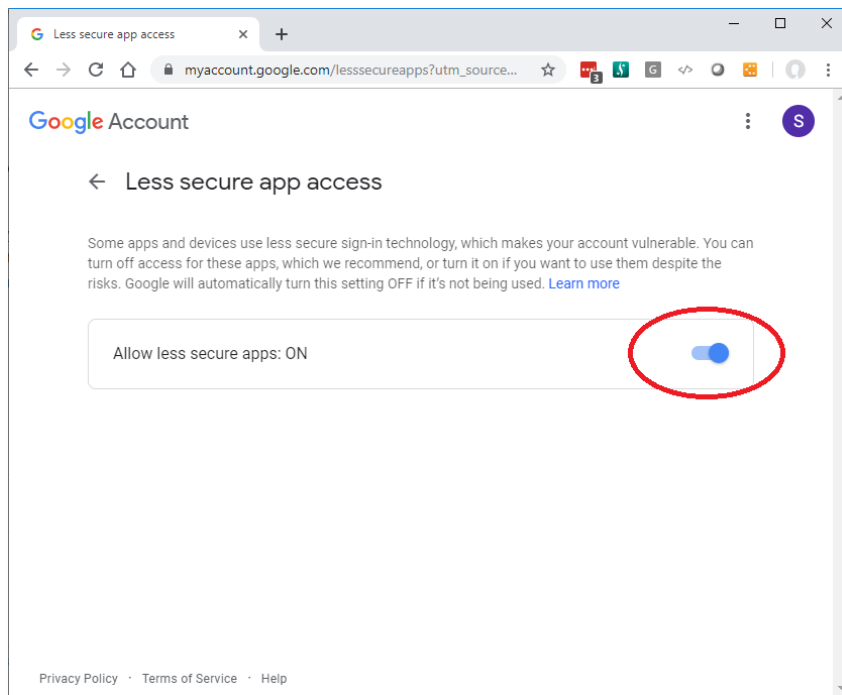 Less secure app access
myaccount.google.com/lesssecureapps?utm_source...
3
G
</>
Google Account
S
Less secure app access
Some apps and devices use less secure sign-in technology, which makes your account vulnerable. You can
turn off access for these apps, which we recommend, or turn it on if you want to use them despite the
risks. Google will automatically turn this setting OFF if it's not being used. Learn more
Allow less secure apps: ON
Privacy Policy · Terms of Service · Help